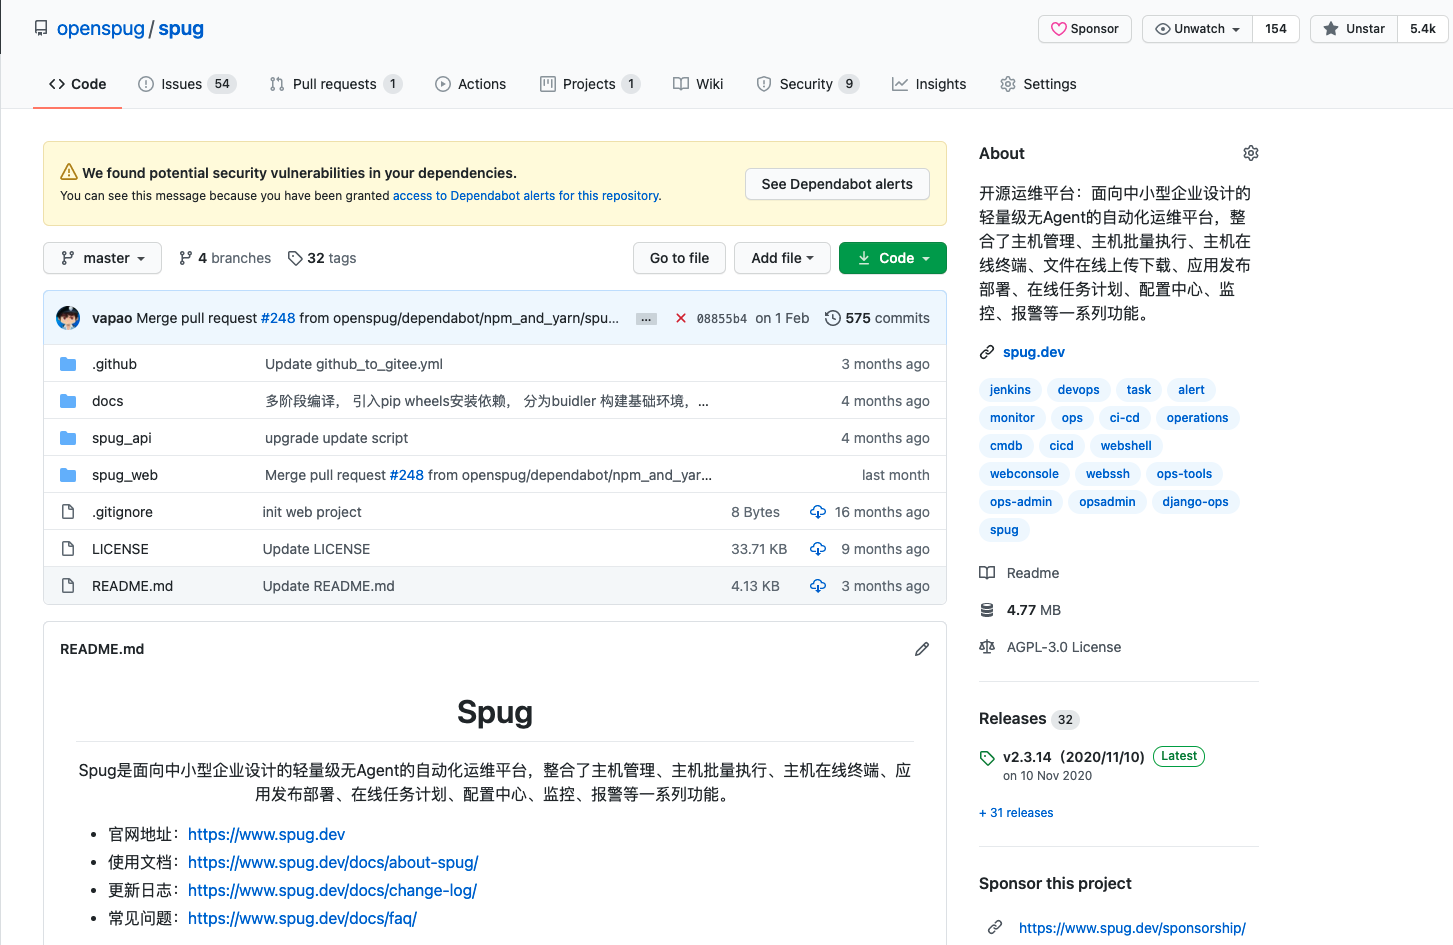 openspug / spug
Sponsor
Unwatch
154
Unstar
5.4k
Code
Issues 54
Pull requests 1
Actions
Projects 1
Wiki
Security 9
Insights
Settings
We found potential security vulnerabilities in your dependencies.
You can see this message because you have been granted access to Dependabot alerts for this repository.
See Dependabot alerts
master
4 branches
32 tags
Go to file
Add file
Code
vapao Merge pull request #248 from openspug/dependabot/npm_and_yarn/spu... ... 08855b4 on 1 Feb 575 commits
.github Update github_to_gitee.yml 3 months ago
docs 多阶段编译， 引入pip wheels安装依赖， 分为buidler 构建基础环境，... 4 months ago
spug_api upgrade update script 4 months ago
spug_web Merge pull request #248 from openspug/dependabot/npm_and_yar... last month
.gitignore init web project 8 Bytes 16 months ago
LICENSE Update LICENSE 33.71 KB 9 months ago
README.md Update README.md 4.13 KB 3 months ago
README.md
Spug
Spug是面向中小型企业设计的轻量级无Agent的自动化运维平台，整合了主机管理、主机批量执行、主机在线终端、应
用发布部署、在线任务计划、配置中心、监控、报警等一系列功能。
• 官网地址：https://www.spug.dev
• 使用文档：https://www.spug.dev/docs/about-spug/
• 更新日志：https://www.spug.dev/docs/change-log/
• 常见问题：https://www.spug.dev/docs/faq/
About
开源运维平台：面向中小型企业设计的
轻量级无Agent的自动化运维平台，整
合了主机管理、主机批量执行、主机在
线终端、文件在线上传下载、应用发布
部署、在线任务计划、配置中心、监
控、报警等一系列功能。
spug.dev
jenkins devops task alert
monitor ops ci-cd operations
cmdb cicd webshell
webconsole webssh ops-tools
ops-admin opsadmin django-ops
spug
Readme
4.77 MB
AGPL-3.0 License
Releases 32
v2.3.14（2020/11/10） Latest
on 10 Nov 2020
+ 31 releases
Sponsor this project
https://www.spug.dev/sponsorship/